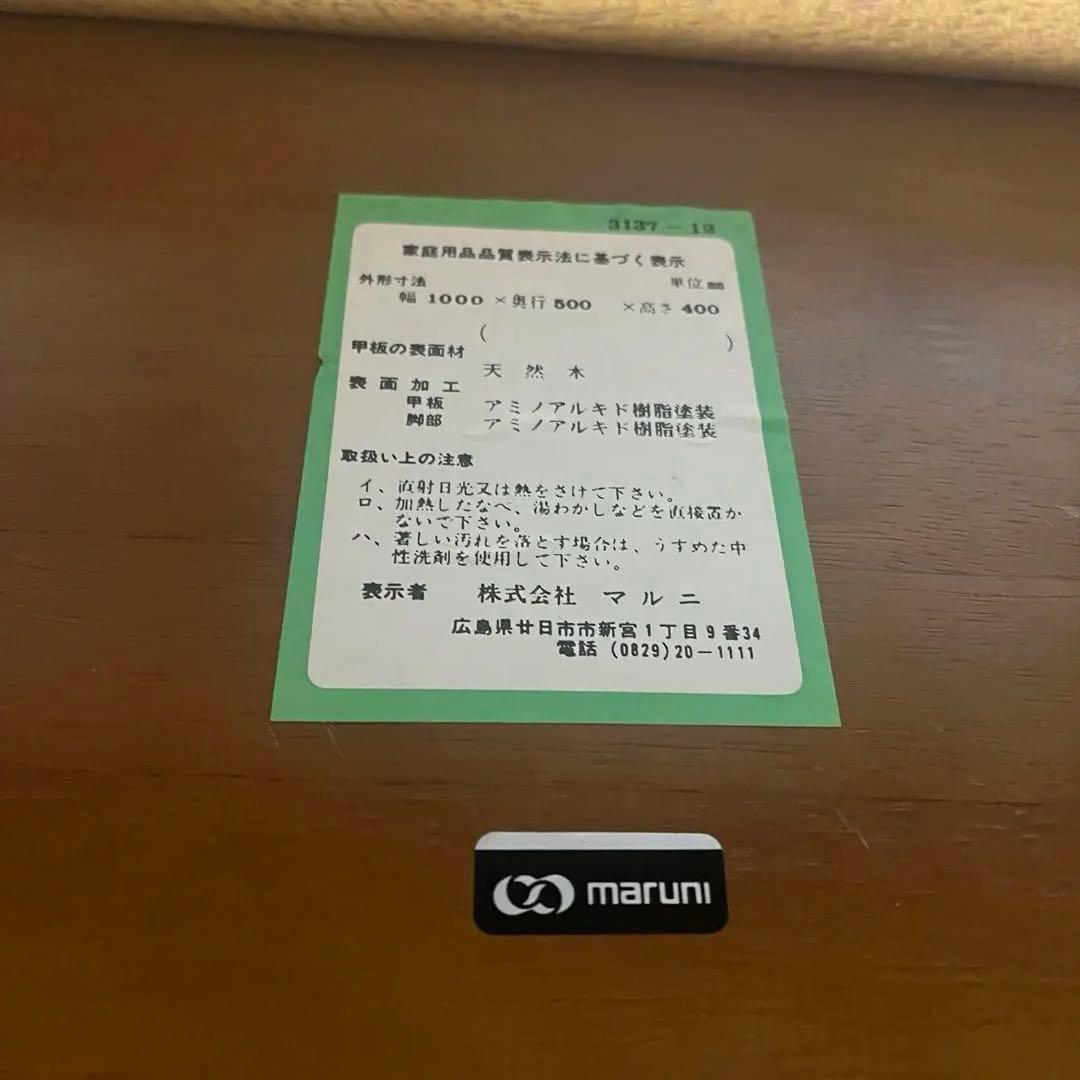 3137-12
家庭用品品質表示法に基づく表示
外形寸法 単位㎜
幅 1000 ×奥行 500 ×高さ 400
( )
甲板の表面材
天然木
表面加工
甲板 アミノアルキド樹脂塗装
脚部 アミノアルキド樹脂塗装
取扱い上の注意
イ、直射日光又は熱をさけて下さい。
ロ、加熱したなべ、湯わかしなどを直接置か
ないで下さい。
ハ、著しい汚れを落とす場合は、うすめた中
性洗剤を使用して下さい。
表示者 株式会社 マルニ
広島県廿日市市新宮1丁目9番34
電話 (0829)20-1111
maruni